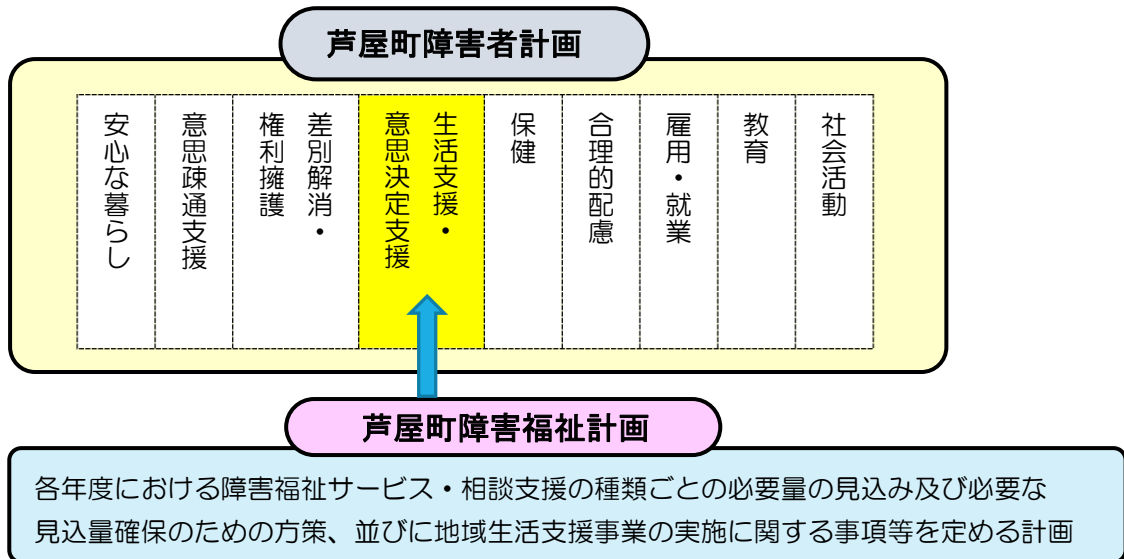 芦屋町障害者計画
安心な暮らし
意思疎通支援
差別解消・
権利擁護
生活支援・
意思決定支援
保健
合理的配慮
雇用・就業
教育
社会活動
芦屋町障害福祉計画
各年度における障害福祉サービス・相談支援の種類ごとの必要量の見込み及び必要な
見込量確保のための方策、並びに地域生活支援事業の実施に関する事項等を定める計画